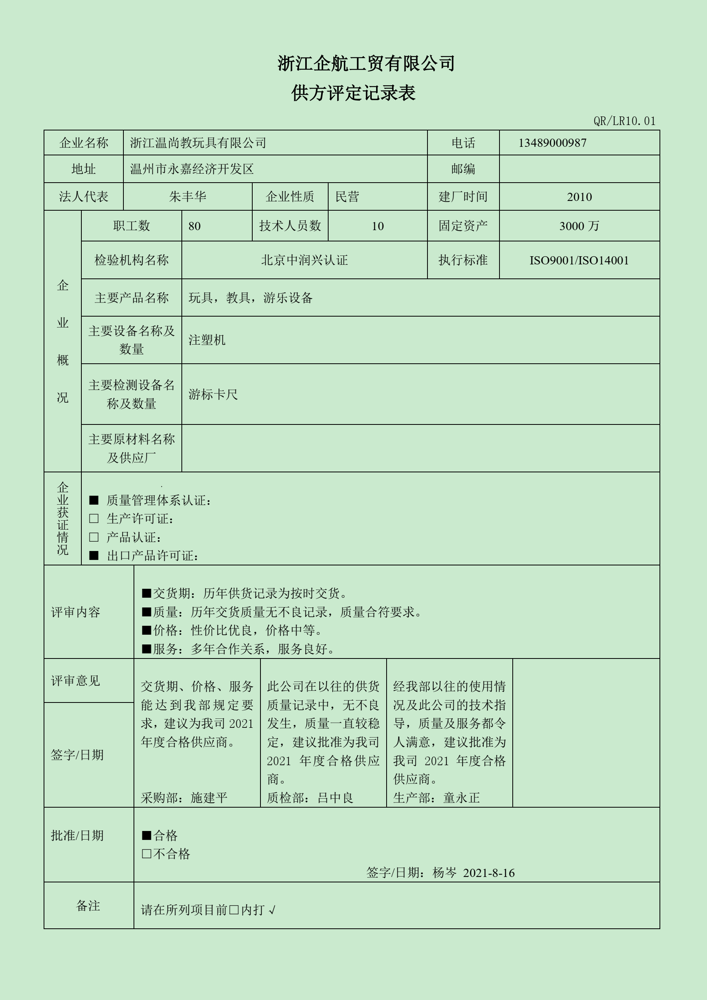 浙江企航工贸有限公司
供方评定记录表
QR/LR10.01
企业名称 浙江温尚教玩具有限公司 电话 13489000987
地址 温州市永嘉经济开发区 邮编
法人代表 朱丰华 企业性质 民营 建厂时间 2010
企业概况
职工数 80 技术人员数 10 固定资产 3000 万
检验机构名称 北京中润兴认证 执行标准 ISO9001/ISO14001
主要产品名称 玩具，教具，游乐设备
主要设备名称及
数量
注塑机
主要检测设备名
称及数量
游标卡尺
主要原材料名称
及供应厂
企业获证情况
■ 质量管理体系认证：
□ 生产许可证：
□ 产品认证：
■ 出口产品许可证：
评审内容
■交货期：历年供货记录为按时交货。
■质量：历年交货质量无不良记录，质量合符要求。
■价格：性价比优良，价格中等。
■服务：多年合作关系，服务良好。
评审意见
签字/日期
交货期、价格、服务
能达到我部规定要
求，建议为我司 2021
年度合格供应商。
采购部：施建平
此公司在以往的供货
质量记录中，无不良
发生，质量一直较稳
定，建议批准为我司
2021 年度合格供应
商。
质检部：吕中良
经我部以往的使用情
况及此公司的技术指
导，质量及服务都令
人满意，建议批准为
我司 2021 年度合格
供应商。
生产部：童永正
批准/日期
■合格
□不合格
签字/日期：杨岑 2021-8-16
备注
请在所列项目前□内打 √